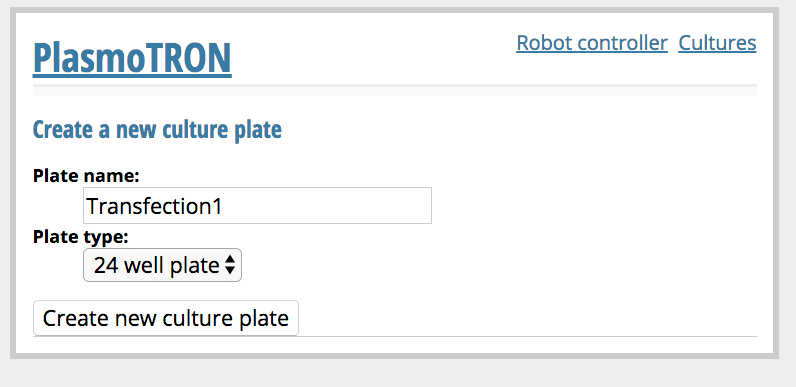 PlasmoTRON
Robot controller Cultures
Create a new culture plate
Plate name:
Transfection1
Plate type:
24 well plate
Create new culture plate